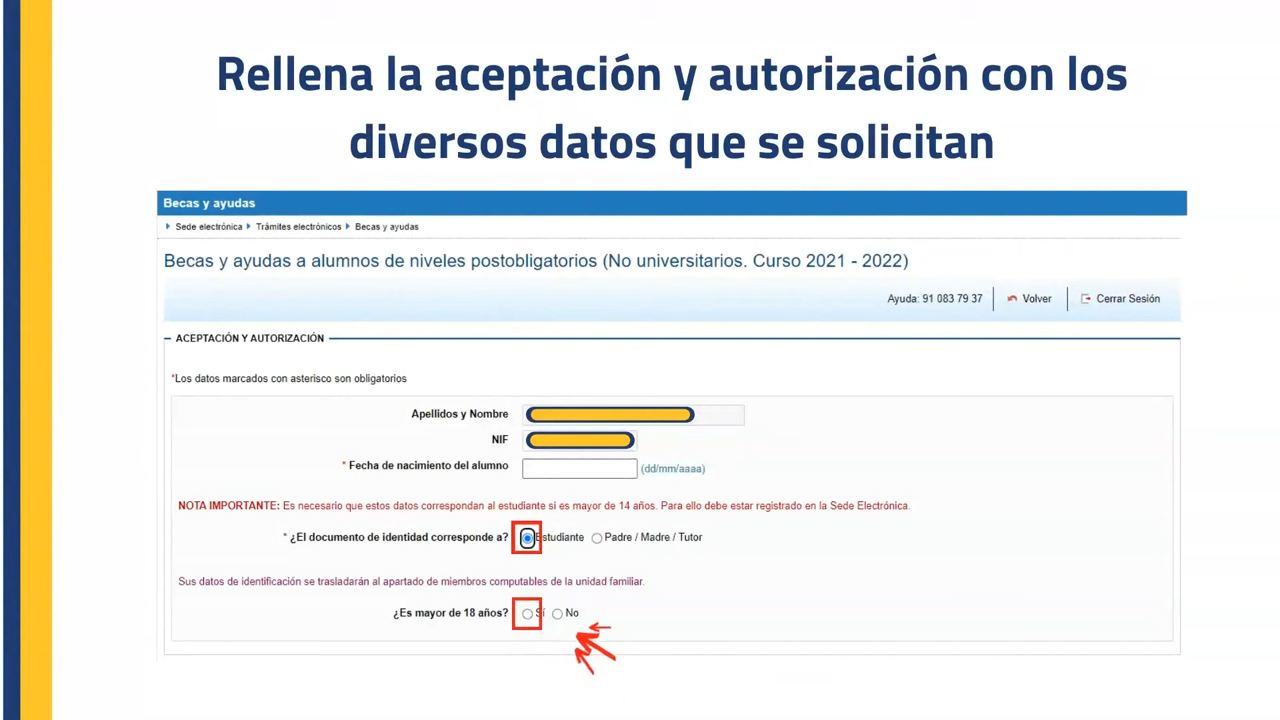 Rellena la aceptación y autorización con los
diversos datos que se solicitan
Becas y ayudas
Sede electrónica Trámites electrónicos Becas y ayudas
Becas y ayudas a alumnos de niveles postobligatorios (No universitarios. Curso 2021 - 2022)
Ayuda: 91 083 79 37 Volver Cerrar Sesión
ACEPTACIÓN Y AUTORIZACIÓN
*Los datos marcados con asterisco son obligatorios
Apellidos y Nombre
NIF
* Fecha de nacimiento del alumno (dd/mm/aaaa)
NOTA IMPORTANTE: Es necesario que estos datos correspondan al estudiante si es mayor de 14 años. Para ello debe estar registrado en la Sede Electrónica.
* ¿El documento de identidad corresponde a? Estudiante Padre / Madre / Tutor
Sus datos de identificación se trasladarán al apartado de miembros computables de la unidad familiar.
¿Es mayor de 18 años? Sí No